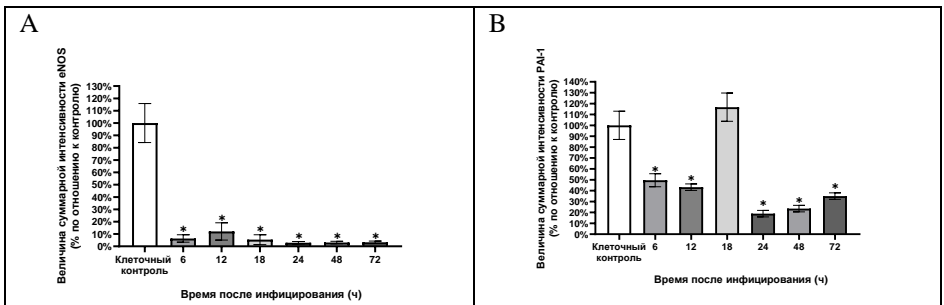 A
Величина суммарной интенсивности eNOS
(% по отношению к контролю)
130%
120%
110%
100%
90%
80%
70%
60%
50%
40%
30%
20%
10%
0%
* * * * * *
Клеточный контроль 6 12 18 24 48 72
Время после инфицирования (ч)
B
Величина суммарной интенсивности PAI-1
(% по отношению к контролю)
140%
130%
120%
110%
100%
90%
80%
70%
60%
50%
40%
30%
20%
10%
0%
* * * * *
Клеточный контроль 6 12 18 24 48 72
Время после инфицирования (ч)